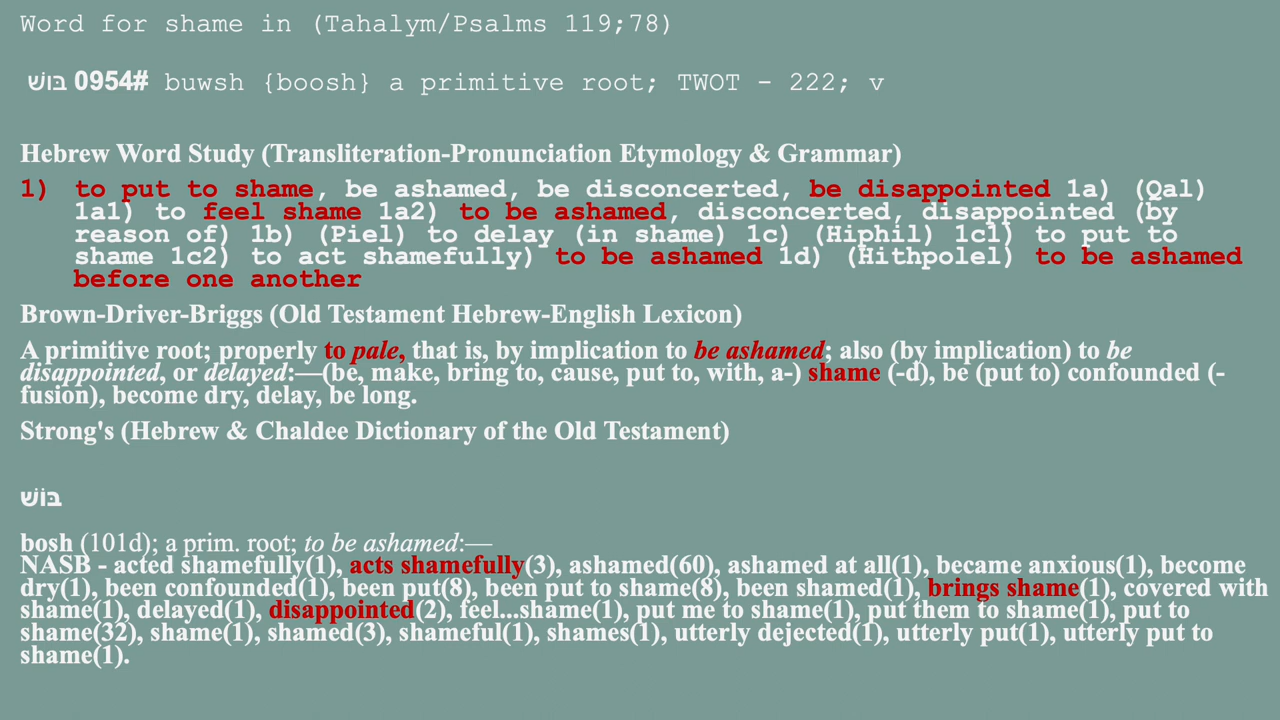 Word for shame in (Tahalym/Psalms 119;78)
בּוֹשׁ 0954# buwsh {boosh} a primitive root; TWOT - 222; v
Hebrew Word Study (Transliteration-Pronunciation Etymology & Grammar)
1) to put to shame, be ashamed, be disconcerted, be disappointed 1a) (Qal)
1a1) to feel shame 1a2) to be ashamed, disconcerted, disappointed (by
reason of) 1b) (Piel) to delay (in shame) 1c) (Hiphil) 1c1) to put to
shame 1c2) to act shamefully) to be ashamed 1d) (Hithpolel) to be ashamed
before one another
Brown-Driver-Briggs (Old Testament Hebrew-English Lexicon)
A primitive root; properly to pale, that is, by implication to be ashamed; also (by implication) to be
disappointed, or delayed:—(be, make, bring to, cause, put to, with, a-) shame (-d), be (put to) confounded (-
fusion), become dry, delay, be long.
Strong's (Hebrew & Chaldee Dictionary of the Old Testament)
בּוֹשׁ
bosh (101d); a prim. root; to be ashamed:—
NASB - acted shamefully(1), acts shamefully(3), ashamed(60), ashamed at all(1), became anxious(1), become
dry(1), been confounded(1), been put(8), been put to shame(8), been shamed(1), brings shame(1), covered with
shame(1), delayed(1), disappointed(2), feel...shame(1), put me to shame(1), put them to shame(1), put to
shame(32), shame(1), shamed(3), shameful(1), shames(1), utterly dejected(1), utterly put(1), utterly put to
shame(1).